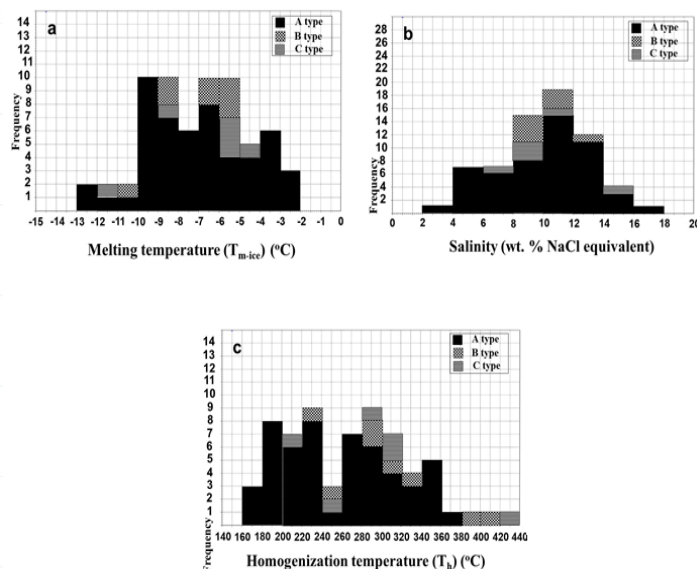 a
A type
B type
C type
14
13
12
11
10
9
8
7
6
5
4
3
2
1
Frequency
-15 -14 -13 -12 -11 -10 -9 -8 -7 -6 -5 -4 -3 -2 -1 0
Melting temperature (Tm-ice) (ºC)
b
A type
B type
C type
28
26
24
22
20
18
16
14
12
10
8
6
4
2
Frequency
0 2 4 6 8 10 12 14 16 18 20
Salinity (wt. % NaCl equivalent)
c
A type
B type
C type
14
13
12
11
10
9
8
7
6
5
4
3
2
1
Frequency
140 160 180 200 220 240 260 280 300 320 340 360 380 400 420 440
Homogenization temperature (Th) (ºC)